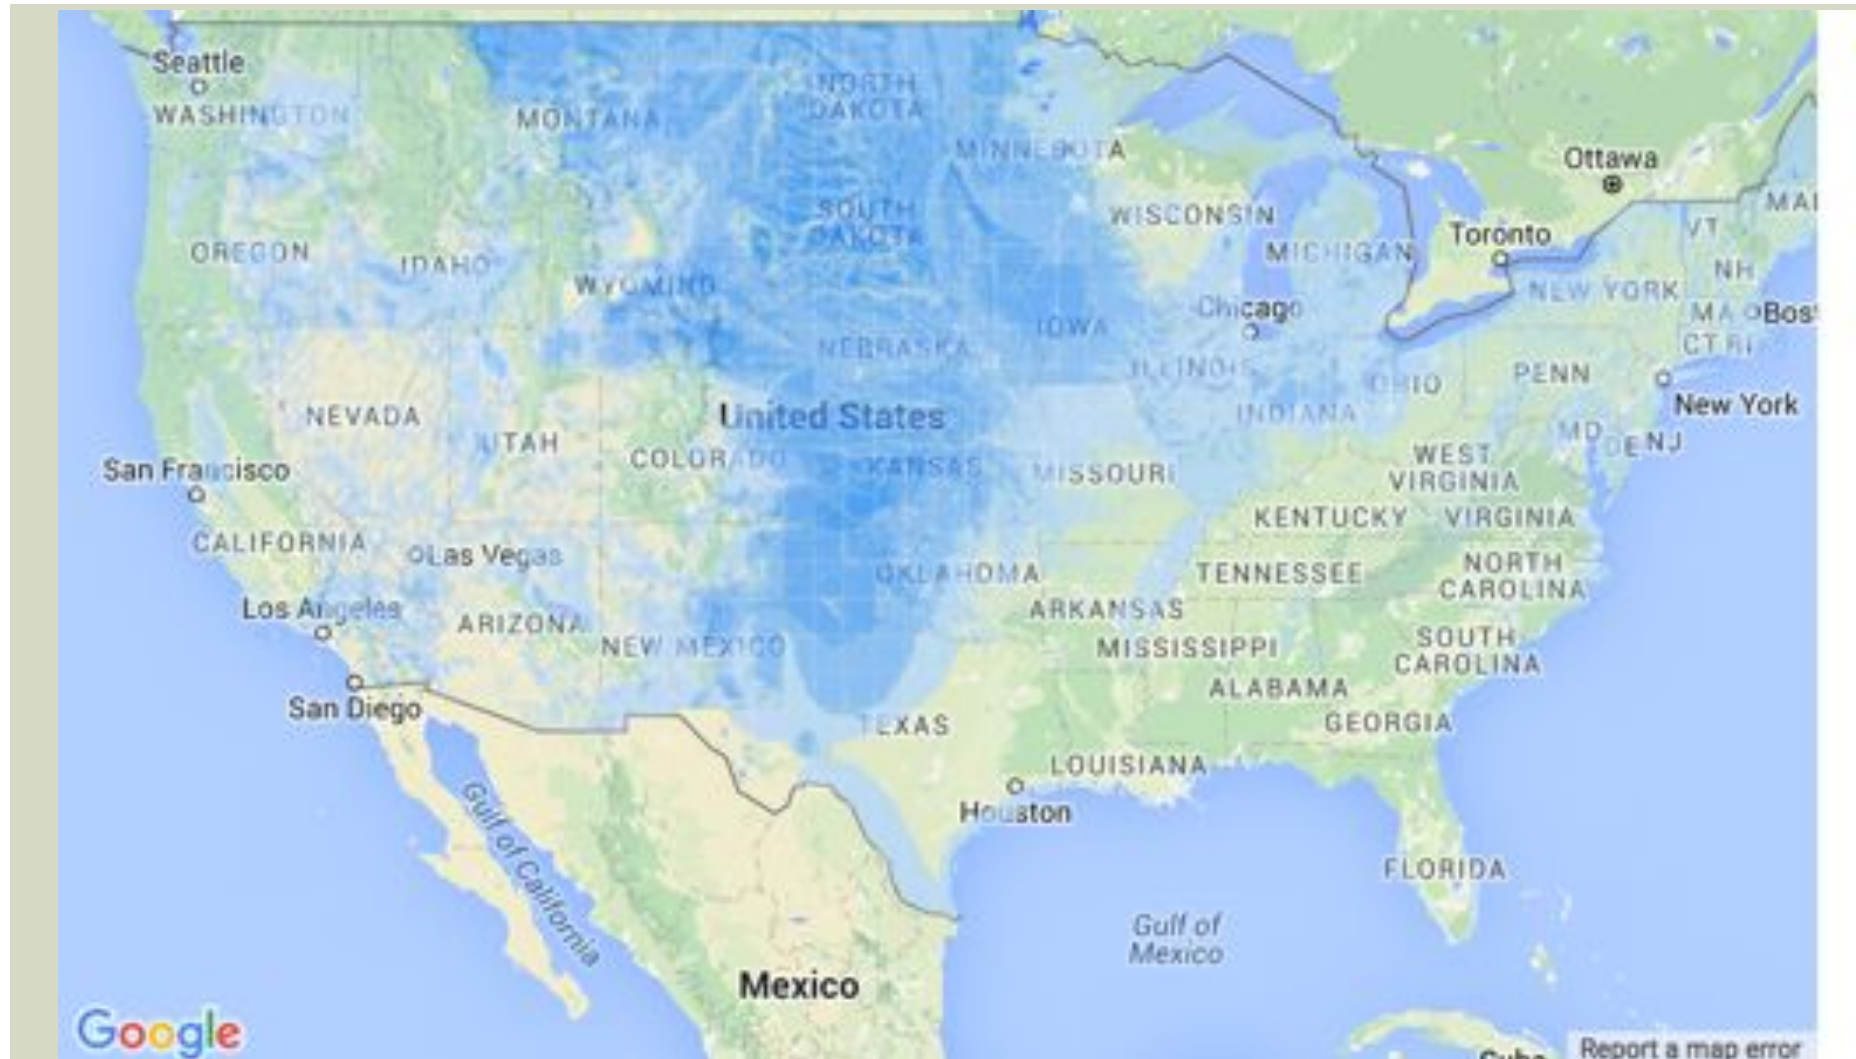 Seattle
WASHINGTON
MONTANA
NORTH
DAKOTA
MINNESOTA
Ottawa
MAI
WISCONSIN
SOUTH
DAKOTA
Toronto
VT
OREGON
IDAHO
MICHIGAN
NH
WYOMING
NEW YORK
Chicago
MA
Bos
IOWA
NEBRASKA
CT RI
ILLINOIS
OHIO
PENN
New York
NEVADA
United States
INDIANA
UTAH
COLORADO
KANSAS
MISSOURI
MD
DE NJ
WEST
VIRGINIA
San Francisco
KENTUCKY
VIRGINIA
CALIFORNIA
Las Vegas
OKLAHOMA
TENNESSEE
NORTH
CAROLINA
Los Angeles
ARIZONA
NEW MEXICO
ARKANSAS
MISSISSIPPI
SOUTH
CAROLINA
San Diego
ALABAMA
TEXAS
GEORGIA
LOUISIANA
Houston
Gulf of California
FLORIDA
Gulf of
Mexico
Mexico
Google
Cuba
Report a map error